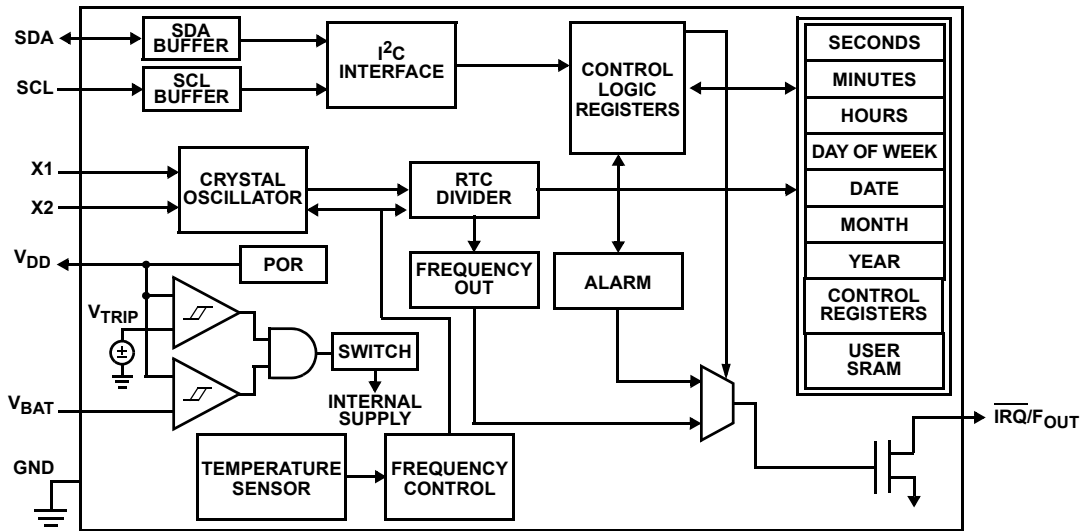 SDA
SDA
BUFFER
SCL
SCL
BUFFER
I²C
INTERFACE
CONTROL
LOGIC
REGISTERS
SECONDS
MINUTES
HOURS
DAY OF WEEK
DATE
MONTH
YEAR
CONTROL
REGISTERS
USER
SRAM
X1
X2
CRYSTAL
OSCILLATOR
RTC
DIVIDER
FREQUENCY
OUT
ALARM
VDD
POR
VTRIP
±
SWITCH
INTERNAL
SUPPLY
VBAT
GND
TEMPERATURE
SENSOR
FREQUENCY
CONTROL
I̅R̅Q̅/FOUT